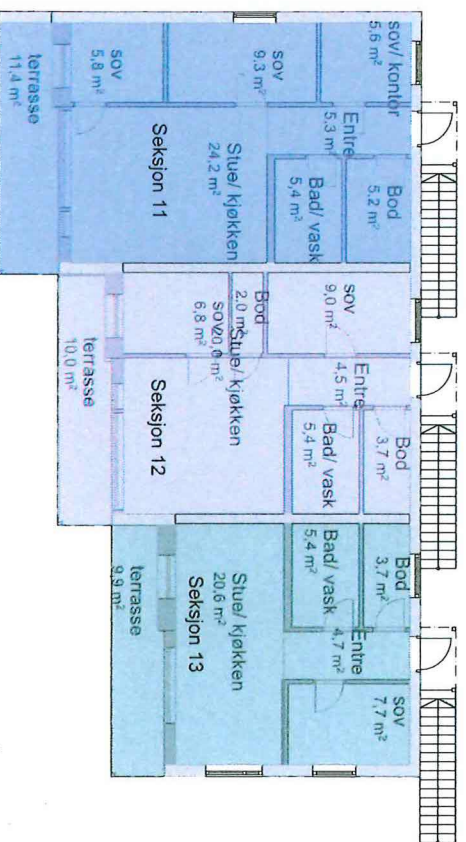 sov/ kontor
5,6 m²
sov
9.3 m²
sov
5,8 m²
terrasse
11,4 m²
Entre
5.3 m²
Bod
5.2 m²
Bad/ vask
5,4 m²
Stue/ kjøkken
24,2 m²
Seksjon 11
sov
9,0 m²
Bod
2.0 m²
sov
6,8 m²
Stue/ kjøkken
20,0 m²
Entre
4,5 m²
Bod
3,7 m²
Bad/ vask
5,4 m²
Seksjon 12
terrasse
10,0 m²
Bod
3,7 m²
Bad/ vask
5,4 m²
Entre
4,7 m²
Stue/ kjøkken
20,6 m²
Seksjon 13
sov
7,7 m²
terrasse
9,9 m²